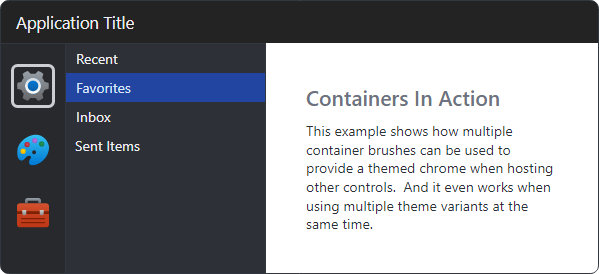 Application Title
Recent
Favorites
Inbox
Sent Items
Containers In Action
This example shows how multiple
container brushes can be used to
provide a themed chrome when hosting
other controls.  And it even works when
using multiple theme variants at the
same time.